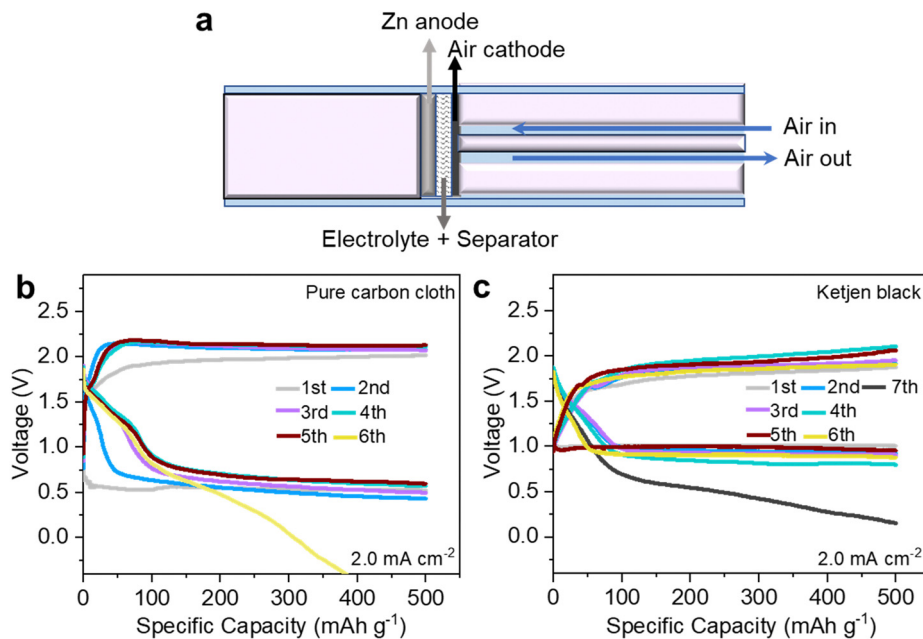 a
Zn anode
Air cathode
Air in
Air out
Electrolyte + Separator
b
Pure carbon cloth
Voltage (V)
2.5
2.0
1.5
1.0
0.5
0.0
1st 2nd
3rd 4th
5th 6th
2.0 mA cm⁻²
0 100 200 300 400 500
Specific Capacity (mAh g⁻¹)
c
Ketjen black
Voltage (V)
2.5
2.0
1.5
1.0
0.5
0.0
1st 2nd 7th
3rd 4th
5th 6th
2.0 mA cm⁻²
0 100 200 300 400 500
Specific Capacity (mAh g⁻¹)